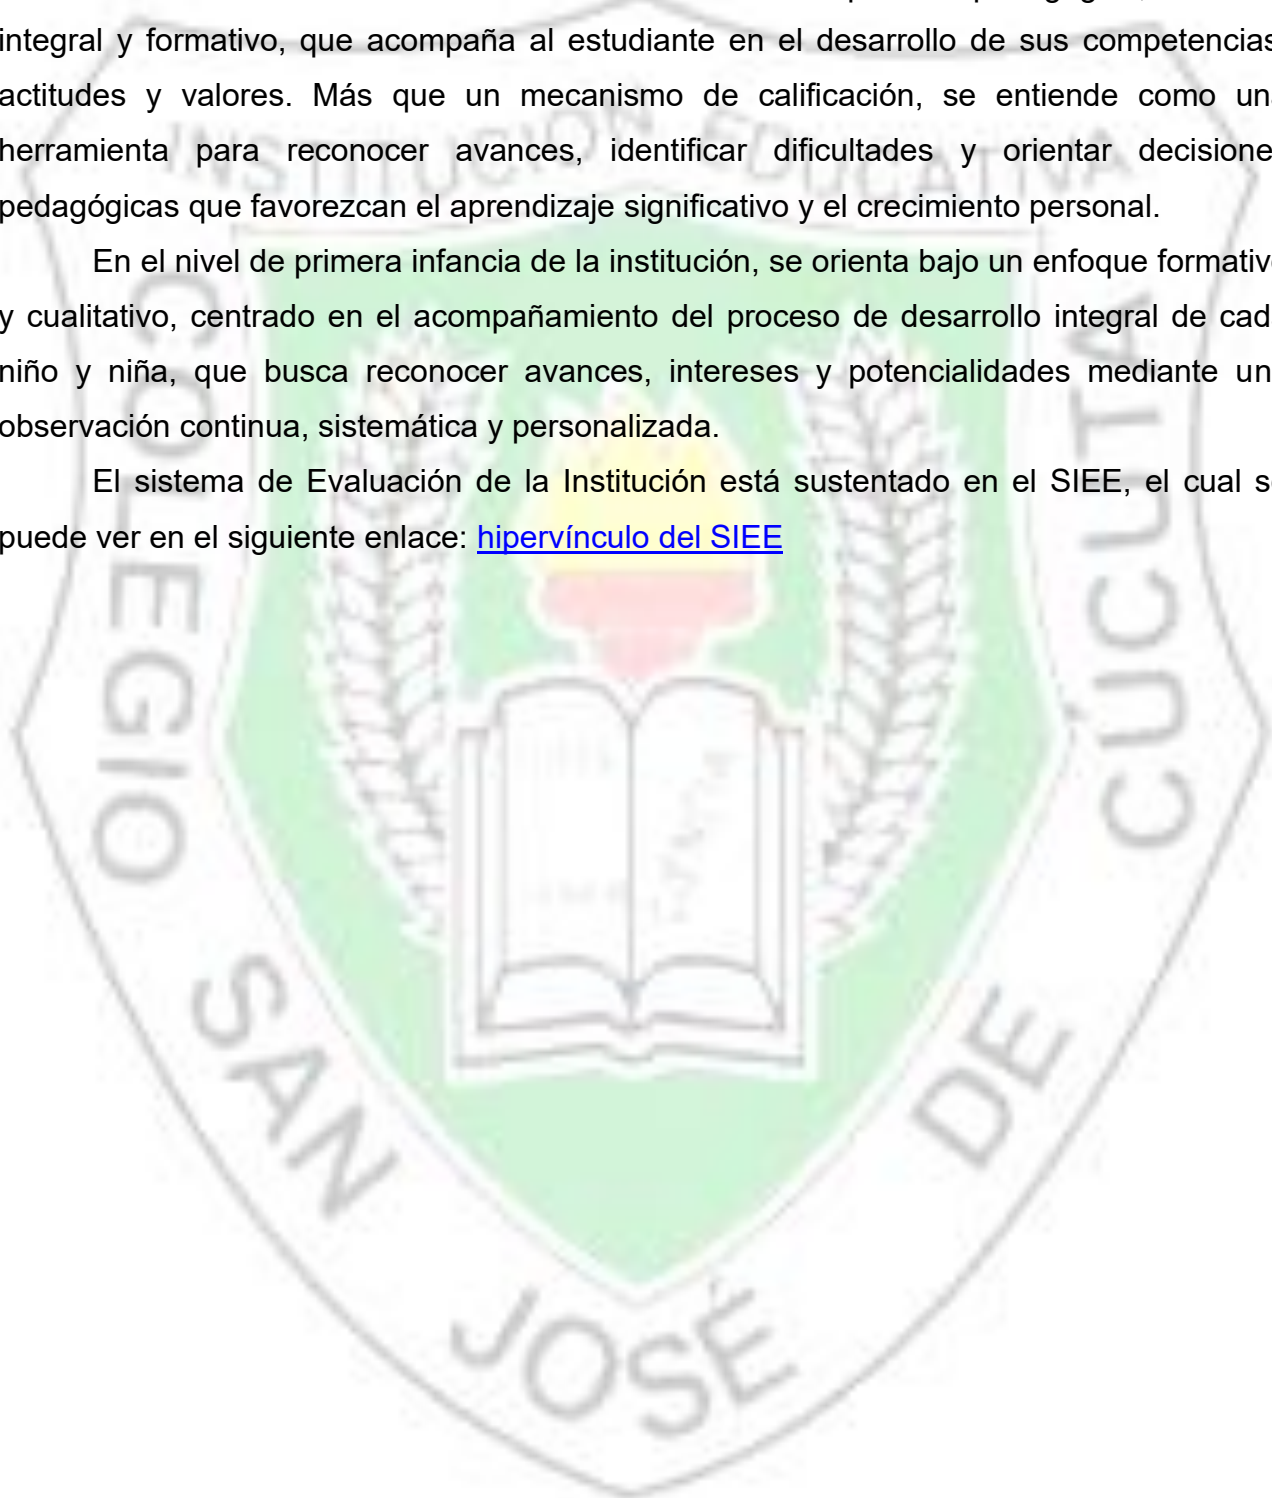 integral y formativo, que acompaña al estudiante en el desarrollo de sus competencias
actitudes y valores. Más que un mecanismo de calificación, se entiende como una
herramienta para reconocer avances, identificar dificultades y orientar decisione
pedagógicas que favorezcan el aprendizaje significativo y el crecimiento personal.
En el nivel de primera infancia de la institución, se orienta bajo un enfoque formativo
y cualitativo, centrado en el acompañamiento del proceso de desarrollo integral de cad
niño y niña, que busca reconocer avances, intereses y potencialidades mediante un
observación continua, sistemática y personalizada.
El sistema de Evaluación de la Institución está sustentado en el SIEE, el cual se
puede ver en el siguiente enlace: hipervínculo del SIEE
INSTITUCIÓN EDUCATIVA
COLEGIO SAN JOSÉ DE CÚCUTA